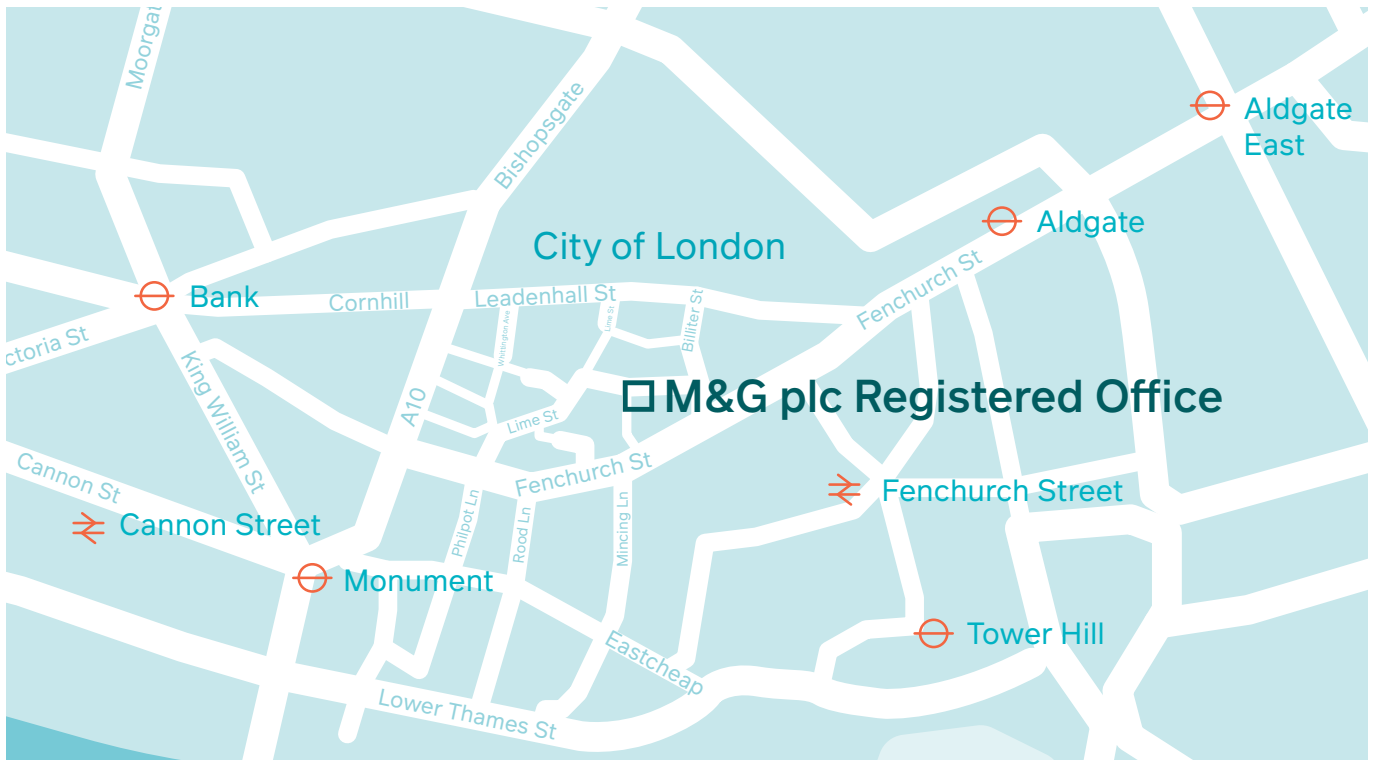 Moorgat
Bishopsgate
Aldgate
East
Aldgate
City of London
Fenchurch St
Bank
Cornhill
Leadenhall St
Lime St
Billiter St
Whittington Ave
ctoria St
King William St
A10
M&G plc Registered Office
Lime St
Fenchurch St
Cannon St
Cannon Street
Philpot Ln
Rood Ln
Mincing Ln
Fenchurch Street
Monument
Tower Hill
Eastcheap
Lower Thames St